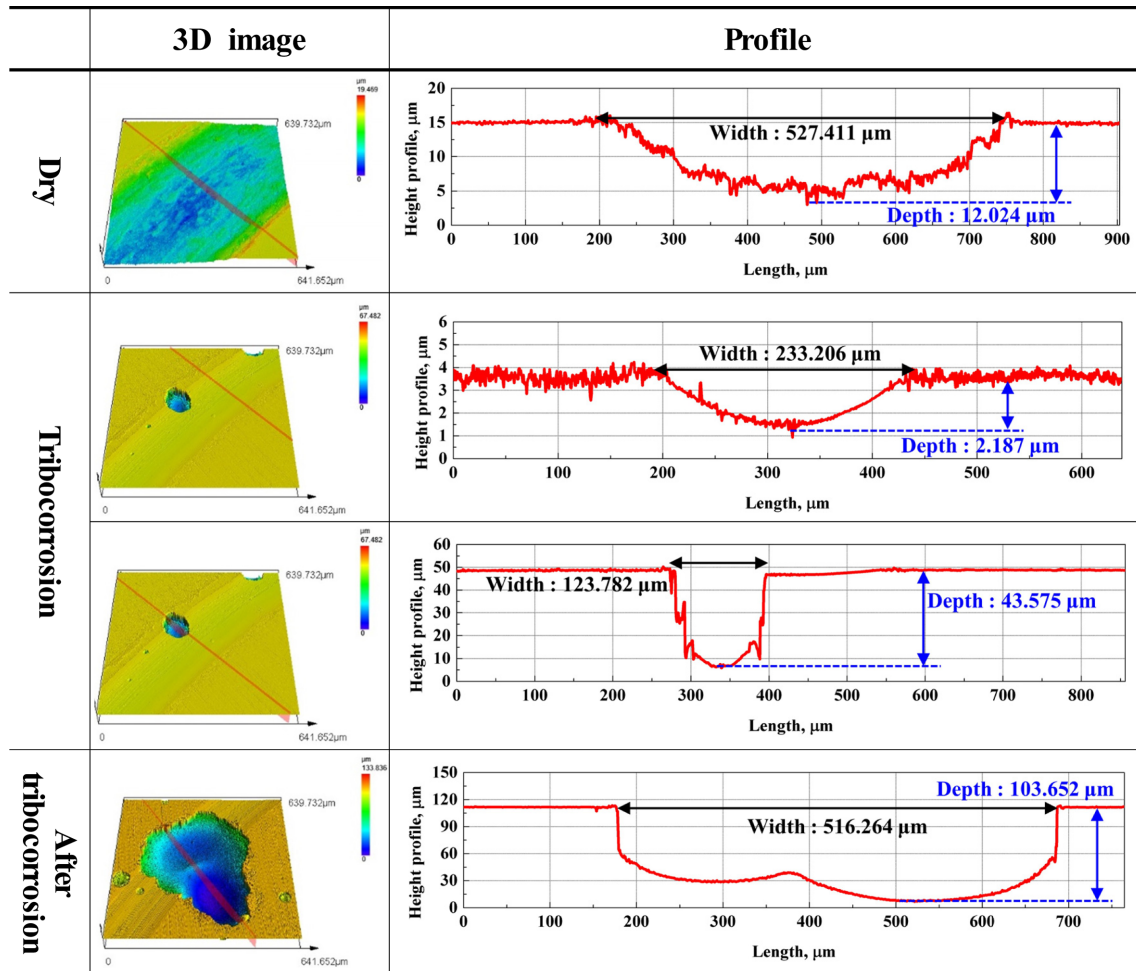 3D image
Profile
Dry
μm
19.469
0
639.732μm
0
641.652μm
Height profile, μm
20
15
10
5
0
Width : 527.411 μm
Depth : 12.024 μm
0 100 200 300 400 500 600 700 800 900
Length, μm
Tribocorrosion
μm
67.482
0
639.732μm
0
641.652μm
Height profile, μm
6
5
4
3
2
1
0
Width : 233.206 μm
Depth : 2.187 μm
0 100 200 300 400 500 600
Length, μm
μm
67.482
0
639.732μm
0
641.652μm
Height profile, μm
60
50
40
30
20
10
0
Width : 123.782 μm
Depth : 43.575 μm
0 100 200 300 400 500 600 700 800
Length, μm
After
tribocorrosion
μm
133.836
0
639.732μm
0
641.652μm
Height profile, μm
150
120
90
60
30
0
Depth : 103.652 μm
Width : 516.264 μm
0 100 200 300 400 500 600 700
Length, μm